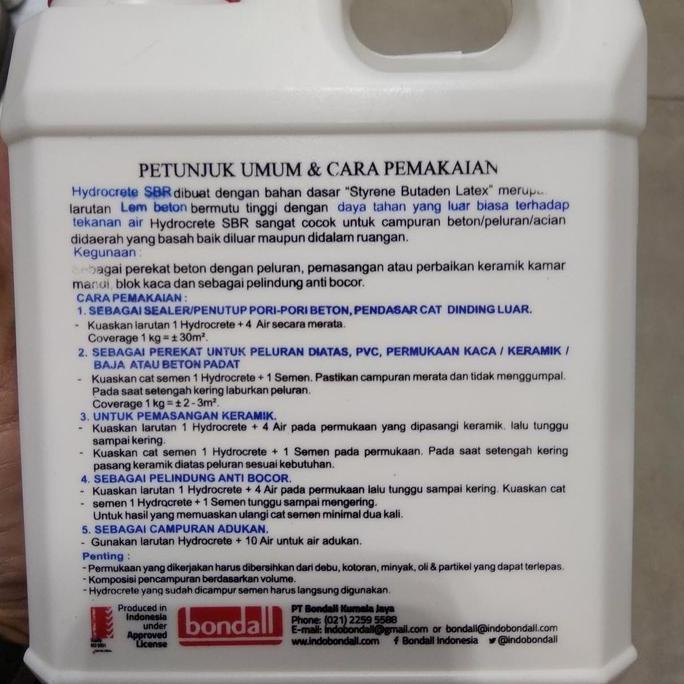 PETUNJUK UMUM & CARA PEMAKAIAN
Hydrocrete SBR dibuat dengan bahan dasar "Styrene Butaden Latex"
larutan Lem beton bermutu tinggi dengan daya tahan yang luar biasa terhadap
tekanan air Hydrocrete SBR sangat cocok untuk campuran beton/peluran/acian
didaerah yang basah baik diluar maupun didalam ruangan.
Kegunaan :
perekat beton dengan peluran, pemasangan atau perbaikan keramik kamar
mandi, blok kaca dan sebagai pelindung anti bocor.
CARA PEMAKAIAN :
1. SEBAGAI SEALER/PENUTUP PORI-PORI BETON, PENDASAR CAT DINDING LUAR.
- Kuaskan larutan 1 Hydrocrete + 4 Air secara merata.
Coverage 1 kg = ± 30m².
2. SEBAGAI PEREKAT UNTUK PELURAN DIATAS, PVC, PERMUKAAN KACA / KERAMIK /
BAJA ATAU BETON PADAT
- Kuaskan cat semen 1 Hydrocrete + 1 Semen. Pastikan campuran merata dan tidak menggumpal.
Pada saat setengah kering laburkan peluran.
Coverage 1 kg = ± 2 - 3m².
3. UNTUK PEMASANGAN KERAMIK.
- Kuaskan larutan 1 Hydrocrete + 4 Air pada permukaan yang dipasangi keramik, lalu tunggu
sampai kering.
- Kuaskan cat semen 1 Hydrocrete + 1 Semen pada permukaan. Pada saat setengah kering
pasang keramik diatas peluran sesuai kebutuhan.
4. SEBAGAI PELINDUNG ANTI BOCOR.
- Kuaskan larutan 1 Hydrocrete + 4 Air pada permukaan lalu tunggu sampai kering. Kuaskan cat
- semen 1 Hydrocrete + 1 Semen tunggu sampai mengering.
Untuk hasil yang memuaskan ulangi cat semen minimal dua kali.
5. SEBAGAI CAMPURAN ADUKAN.
- Gunakan larutan Hydrocrete + 10 Air untuk air adukan.
Penting :
- Permukaan yang dikerjakan harus dibersihkan dari debu, kotoran, minyak, oli & partikel yang dapat terlepas.
- Komposisi pencampuran berdasarkan volume.
- Hydrocrete yang sudah dicampur semen harus langsung digunakan.
Produced in
Indonesia
under
Approved
License
bondall
PT Bondall Kumala Jaya
Phone: (021) 2259 5588
E-mail: indobondall@gmail.com or bondall@indobondall.com
www.indobondall.com f Bondall Indonesia @indobondall